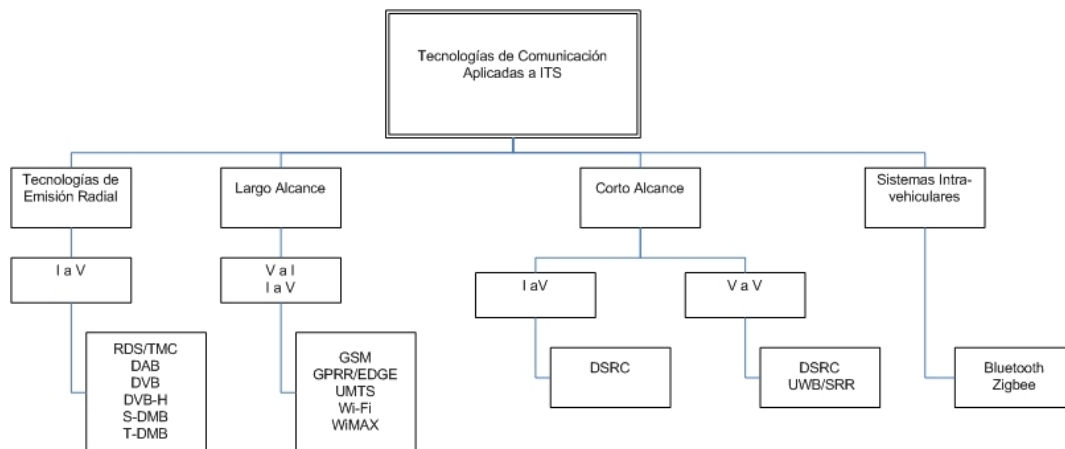 Tecnologías de Comunicación
Aplicadas a ITS
Tecnologías de
Emisión Radial
Largo Alcance
Corto Alcance
Sistemas Intra-
vehiculares
I a V
V a I
I a V
I aV
V a V
RDS/TMC
DAB
DVB
DVB-H
S-DMB
T-DMB
GSM
GPRR/EDGE
UMTS
Wi-Fi
WiMAX
DSRC
DSRC
UWB/SRR
Bluetooth
Zigbee